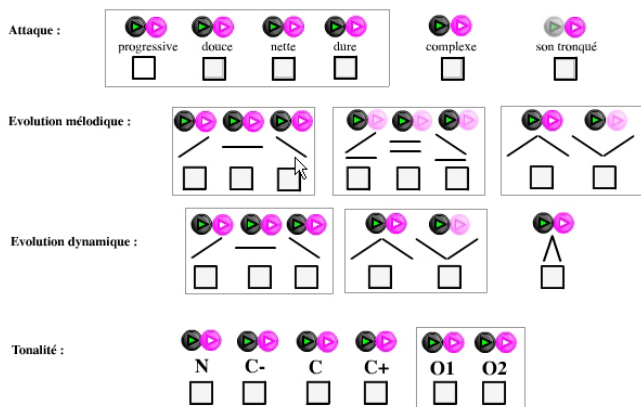 Attaque :
progressive douce nette dure complexe son tronqué
Evolution mélodique :
Evolution dynamique :
Tonalité :
N C- C C+ O1 O2